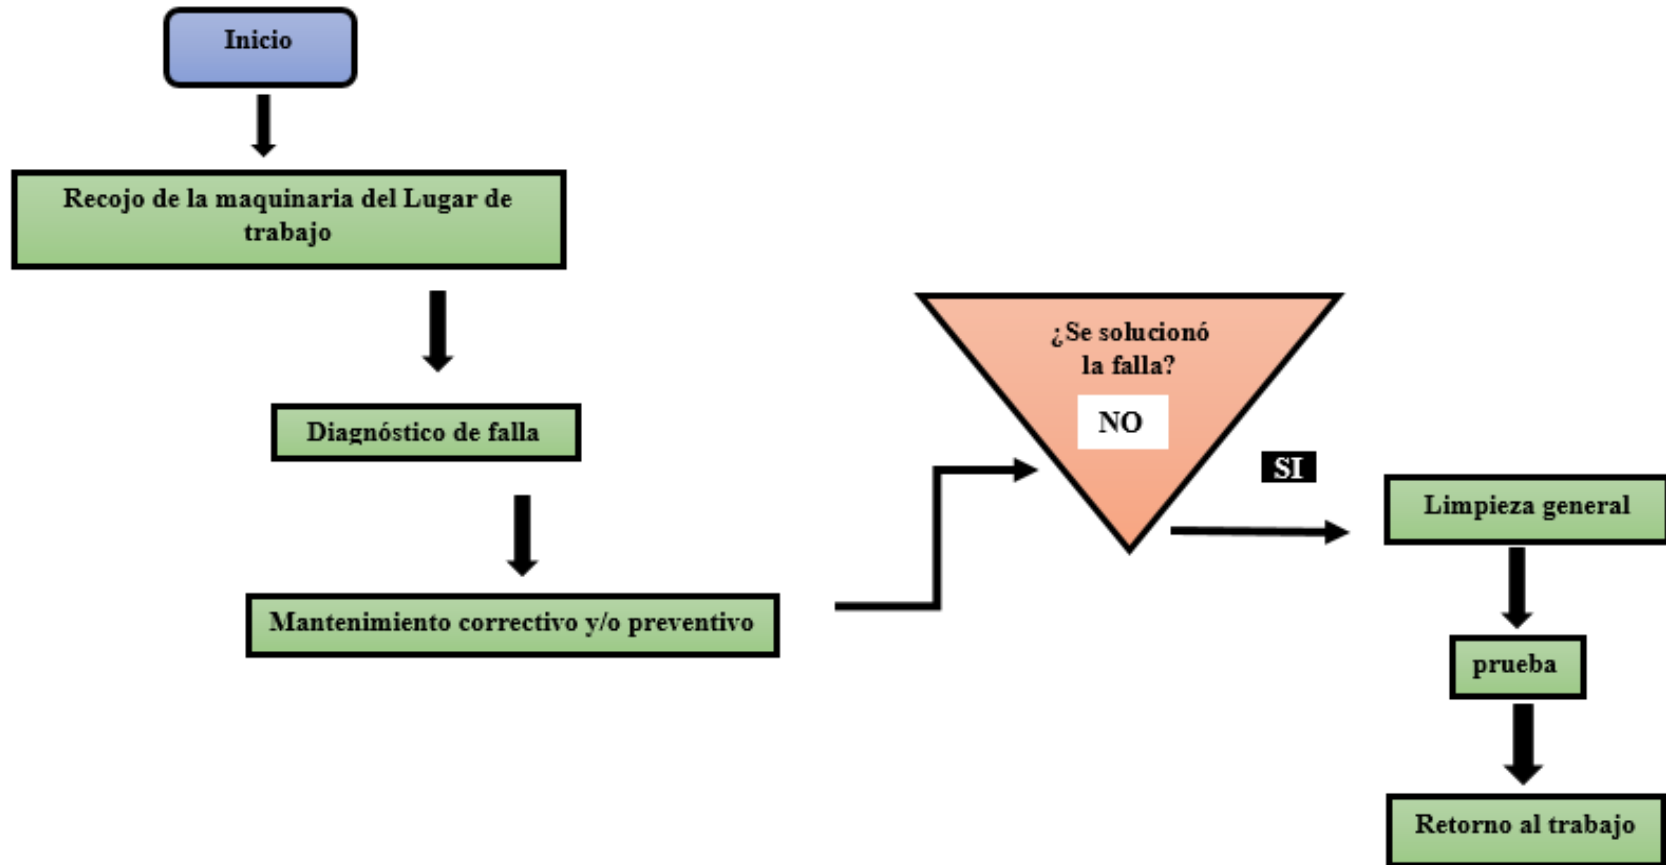 Inicio
Recojo de la maquinaria del Lugar de
trabajo
Diagnóstico de falla
Mantenimiento correctivo y/o preventivo
¿Se solucionó
la falla?
NO
SI
Limpieza general
prueba
Retorno al trabajo